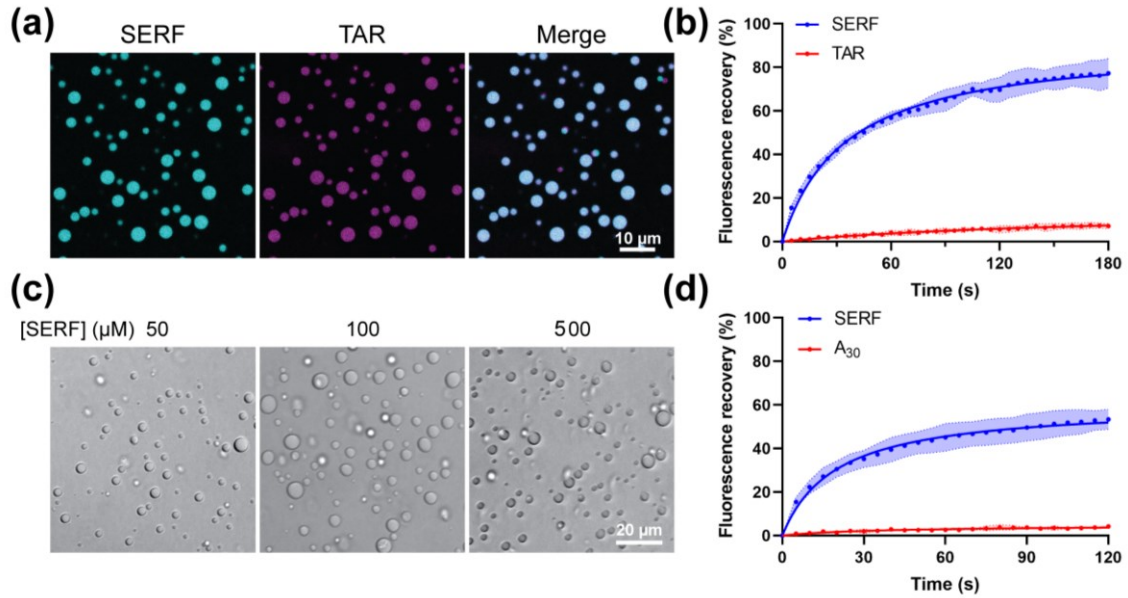 (a)
SERF TAR Merge
10 µm
(b)
Fluorescence recovery (%)
100
80
60
40
20
0
SERF
TAR
0 60 120 180
Time (s)
(c)
[SERF] (µM) 50 100 500
20 µm
(d)
Fluorescence recovery (%)
100
80
60
40
20
0
SERF
A₃₀
0 30 60 90 120
Time (s)